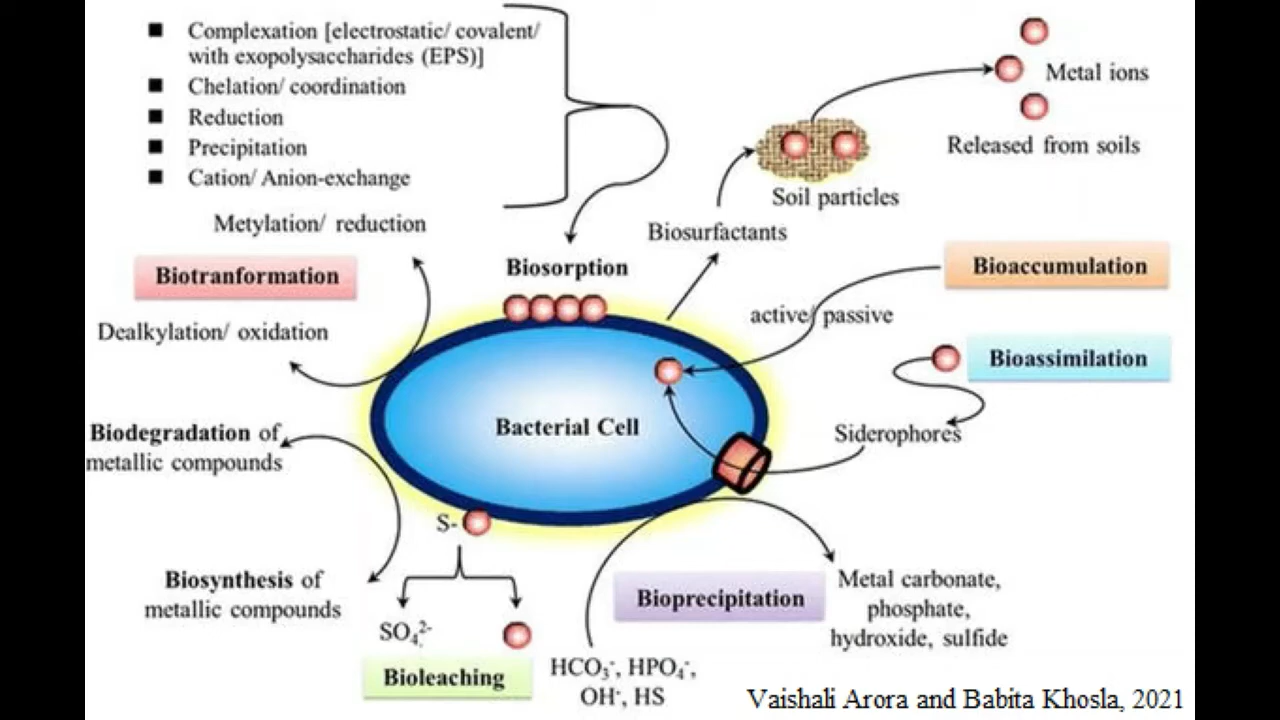 ■ Complexation [electrostatic/ covalent/
with exopolysaccharides (EPS)]
■ Chelation/ coordination
■ Reduction
■ Precipitation
■ Cation/ Anion-exchange
Metal ions
Released from soils
Soil particles
Metylation/ reduction
Biosurfactants
Biotranformation
Biosorption
Bioaccumulation
active/ passive
Dealkylation/ oxidation
Bioassimilation
Siderophores
Bacterial Cell
Biodegradation of
metallic compounds
S-
Biosynthesis of
metallic compounds
SO₄²⁻
Bioleaching
Bioprecipitation
Metal carbonate,
phosphate,
hydroxide, sulfide
HCO₃⁻, HPO₄⁻,
OH⁻, HS
Vaishali Arora and Babita Khosla, 2021